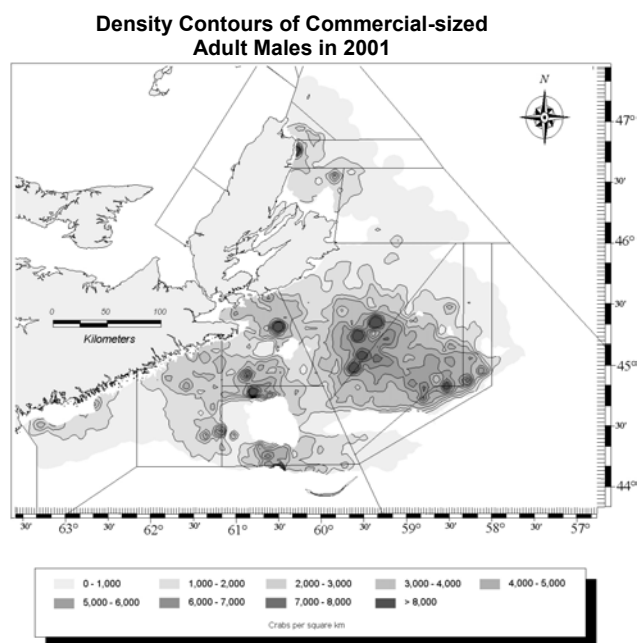 Density Contours of Commercial-sized
Adult Males in 2001
N
47°
30'
46°
30'
45°
30'
44°
0 50 100
Kilometers
30' 63° 30' 62° 30' 61° 30' 60° 30' 59° 30' 58° 30' 57°
0 - 1,000 1,000 - 2,000 2,000 - 3,000 3,000 - 4,000 4,000 - 5,000
5,000 - 6,000 6,000 - 7,000 7,000 - 8,000 > 8,000
Crabs per square km